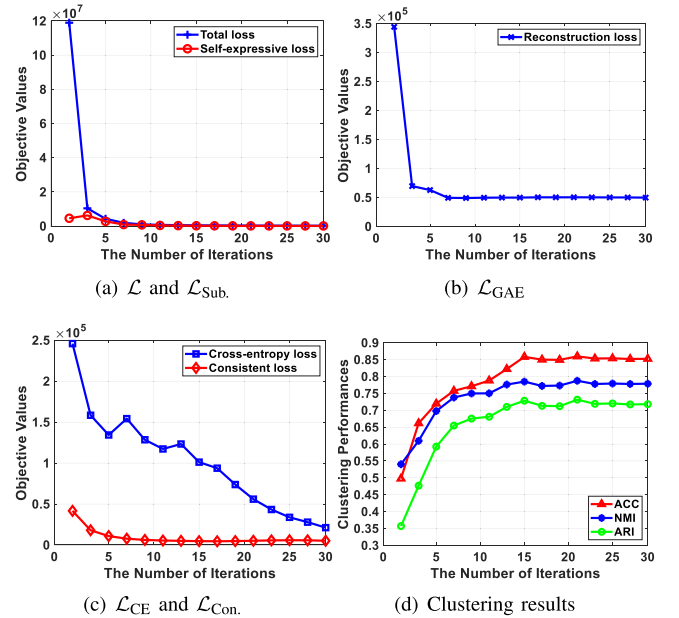 ×10⁷
12
10
8
6
4
2
0
Objective Values
Total loss
Self-expressive loss
0 5 10 15 20 25 30
The Number of Iterations
(a) ℒ and ℒSub.
×10⁵
3.5
3
2.5
2
1.5
1
0.5
0
Objective Values
Reconstruction loss
0 5 10 15 20 25 30
The Number of Iterations
(b) ℒGAE
×10⁵
2.5
2
1.5
1
0.5
0
Objective Values
Cross-entropy loss
Consistent loss
0 5 10 15 20 25 30
The Number of Iterations
(c) ℒCE and ℒCon.
0.9
0.85
0.8
0.75
0.7
0.65
0.6
0.55
0.5
0.45
0.4
0.35
0.3
Clustering Performances
ACC
NMI
ARI
0 5 10 15 20 25 30
The Number of Iterations
(d) Clustering results